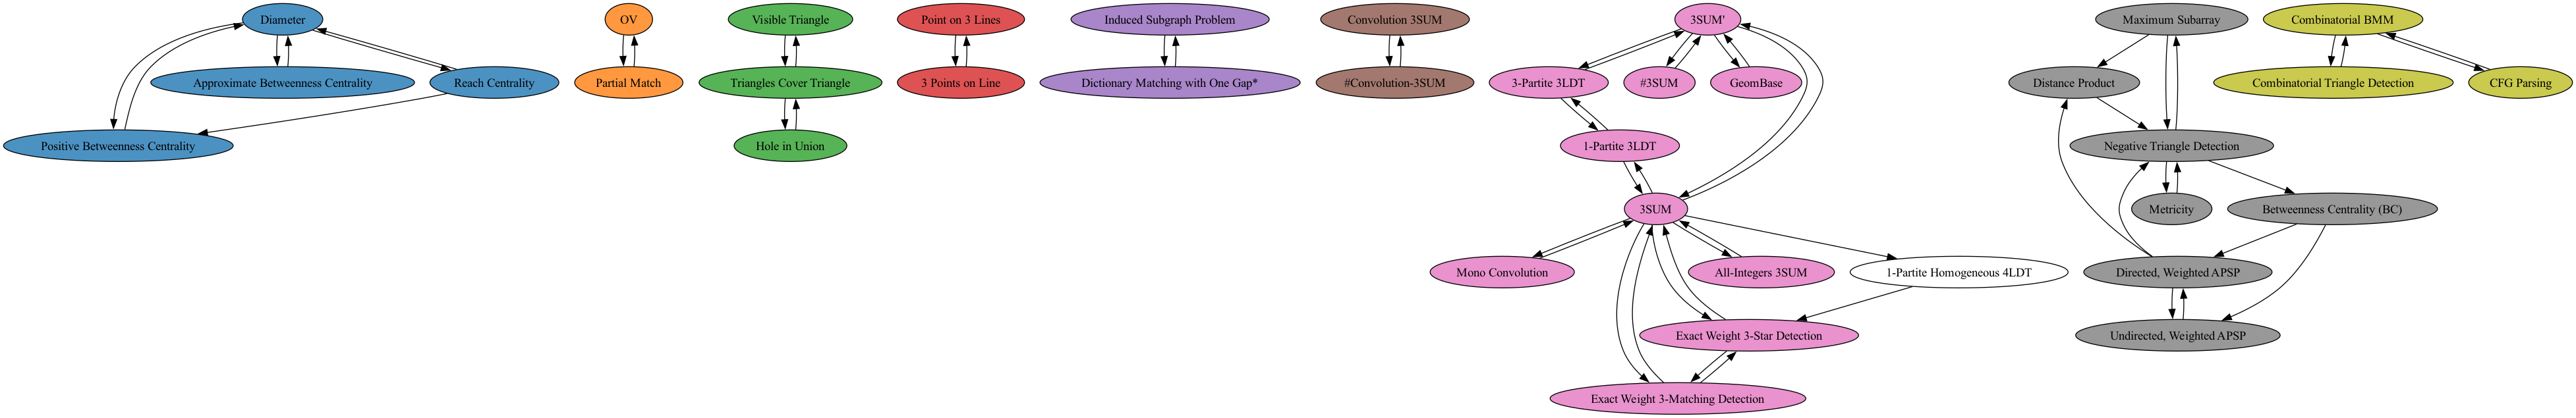 Diameter
OV
Visible Triangle
Point on 3 Lines
Induced Subgraph Problem
Convolution 3SUM
3SUM'
Maximum Subarray
Combinatorial BMM
Approximate Betweenness Centrality
Reach Centrality
Partial Match
Triangles Cover Triangle
3 Points on Line
Dictionary Matching with One Gap*
#Convolution-3SUM
3-Partite 3LDT
#3SUM
GeomBase
Distance Product
Combinatorial Triangle Detection
CFG Parsing
Positive Betweenness Centrality
Hole in Union
1-Partite 3LDT
Negative Triangle Detection
3SUM
Metricity
Betweenness Centrality (BC)
Mono Convolution
All-Integers 3SUM
1-Partite Homogeneous 4LDT
Directed, Weighted APSP
Exact Weight 3-Star Detection
Undirected, Weighted APSP
Exact Weight 3-Matching Detection